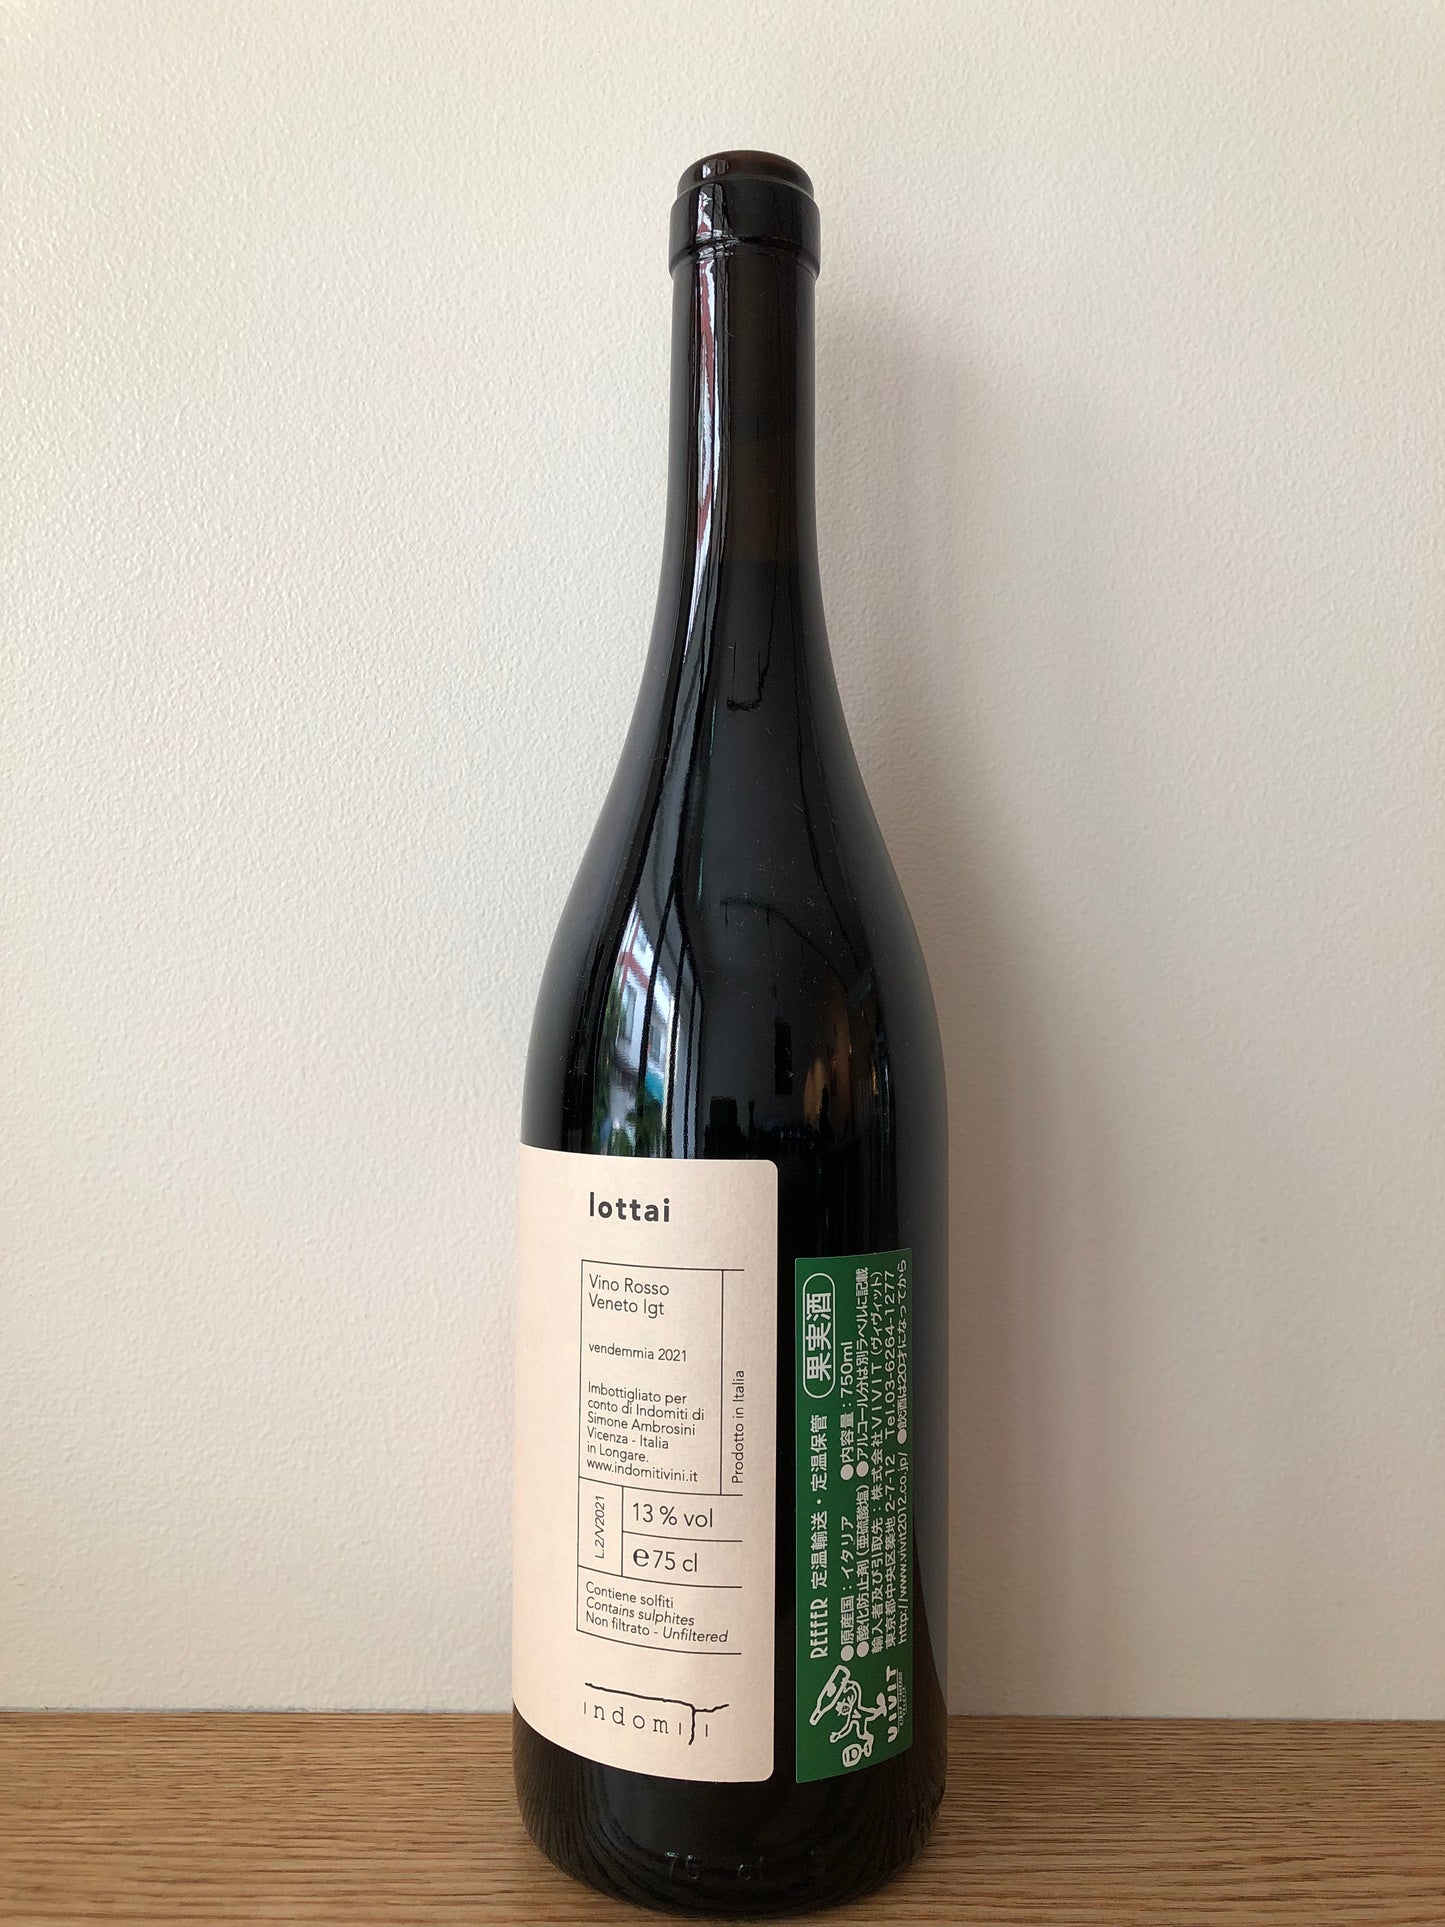 lottai
Vino Rosso
Veneto Igt
vendemmia 2021
Imbottigliato per
conto di Indomiti di
Simone Ambrosini
Vicenza - Italia
in Longare.
www.indomitivini.it
Prodotto in Italia
L.2/V2021
13 % vol
e75 cl
Contiene solfiti
Contains sulphites
Non filtrato - Unfiltered
indomiti
REEFER 定温輸送・定温保管 果実酒
●原産国：イタリア ●内容量：750ml
●酸化防止剤(亜硫酸塩) ●アルコール分は別ラベルに記載
輸入者及び引取先：株式会社VIVIT(ヴィヴィット)
東京都中央区築地 2-7-12 Tel.03-6264-1277
http://www.vivit2012.co.jp/ ●飲酒は20才になってから
VIVIT
75 cl